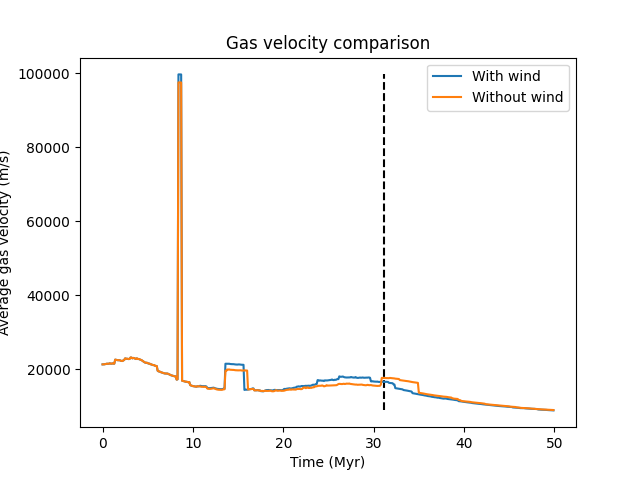 Gas velocity comparison
With wind
Without wind
100000
80000
60000
40000
20000
Average gas velocity (m/s)
0
10
20
30
40
50
Time (Myr)